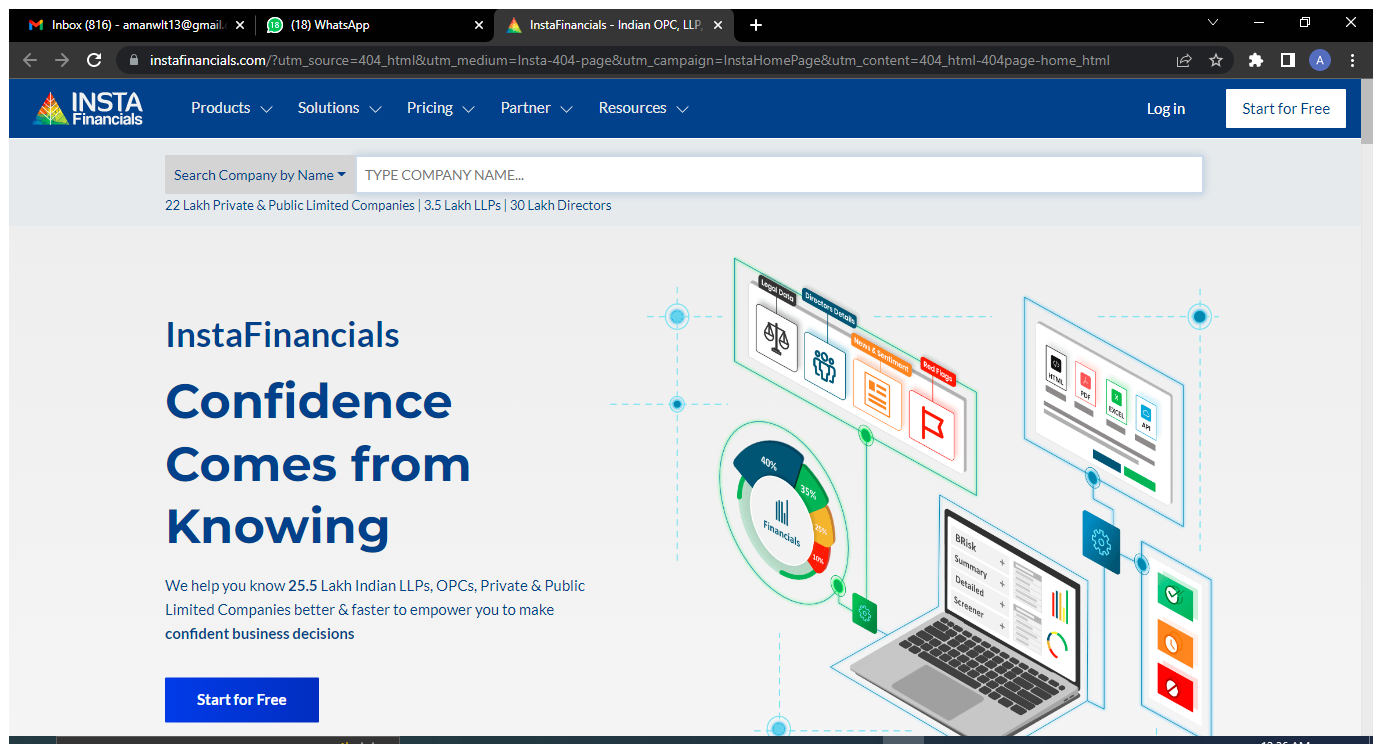 Inbox (816) - amanwlt13@gmail.
18
(18) WhatsApp
InstaFinancials - Indian OPC, LLP,
instafinancials.com/?utm_source=404_html&utm_medium=Insta-404-page&utm_campaign=InstaHomePage&utm_content=404_html-404page-home_html
A
INSTA
Financials
Products
Solutions
Pricing
Partner
Resources
Log in
Start for Free
Search Company by Name
TYPE COMPANY NAME...
22 Lakh Private & Public Limited Companies | 3.5 Lakh LLPs | 30 Lakh Directors
InstaFinancials
Confidence
Comes from
Knowing
We help you know 25.5 Lakh Indian LLPs, OPCs, Private & Public
Limited Companies better & faster to empower you to make
confident business decisions
Start for Free
Legal Data
Directors Details
News & Sentiment
Red Flags
HTML
PDF
EXCEL
API
40%
35%
25%
10%
Financials
BRisk
Summary +
Detailed +
Screener +